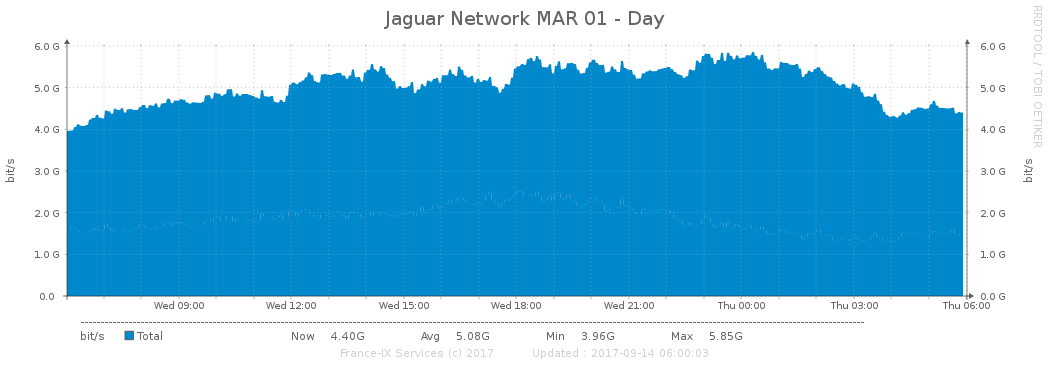 Jaguar Network MAR 01 - Day
RRDTOOL / TOBI OETIKER
bit/s
6.0 G
5.0 G
4.0 G
3.0 G
2.0 G
1.0 G
0.0
6.0 G
5.0 G
4.0 G
3.0 G
2.0 G
1.0 G
0.0 G
bit/s
Wed 09:00 Wed 12:00 Wed 15:00 Wed 18:00 Wed 21:00 Thu 00:00 Thu 03:00 Thu 06:00
bit/s Total Now 4.40G Avg 5.08G Min 3.96G Max 5.85G
France-IX Services (c) 2017 Updated : 2017-09-14 06:00:03